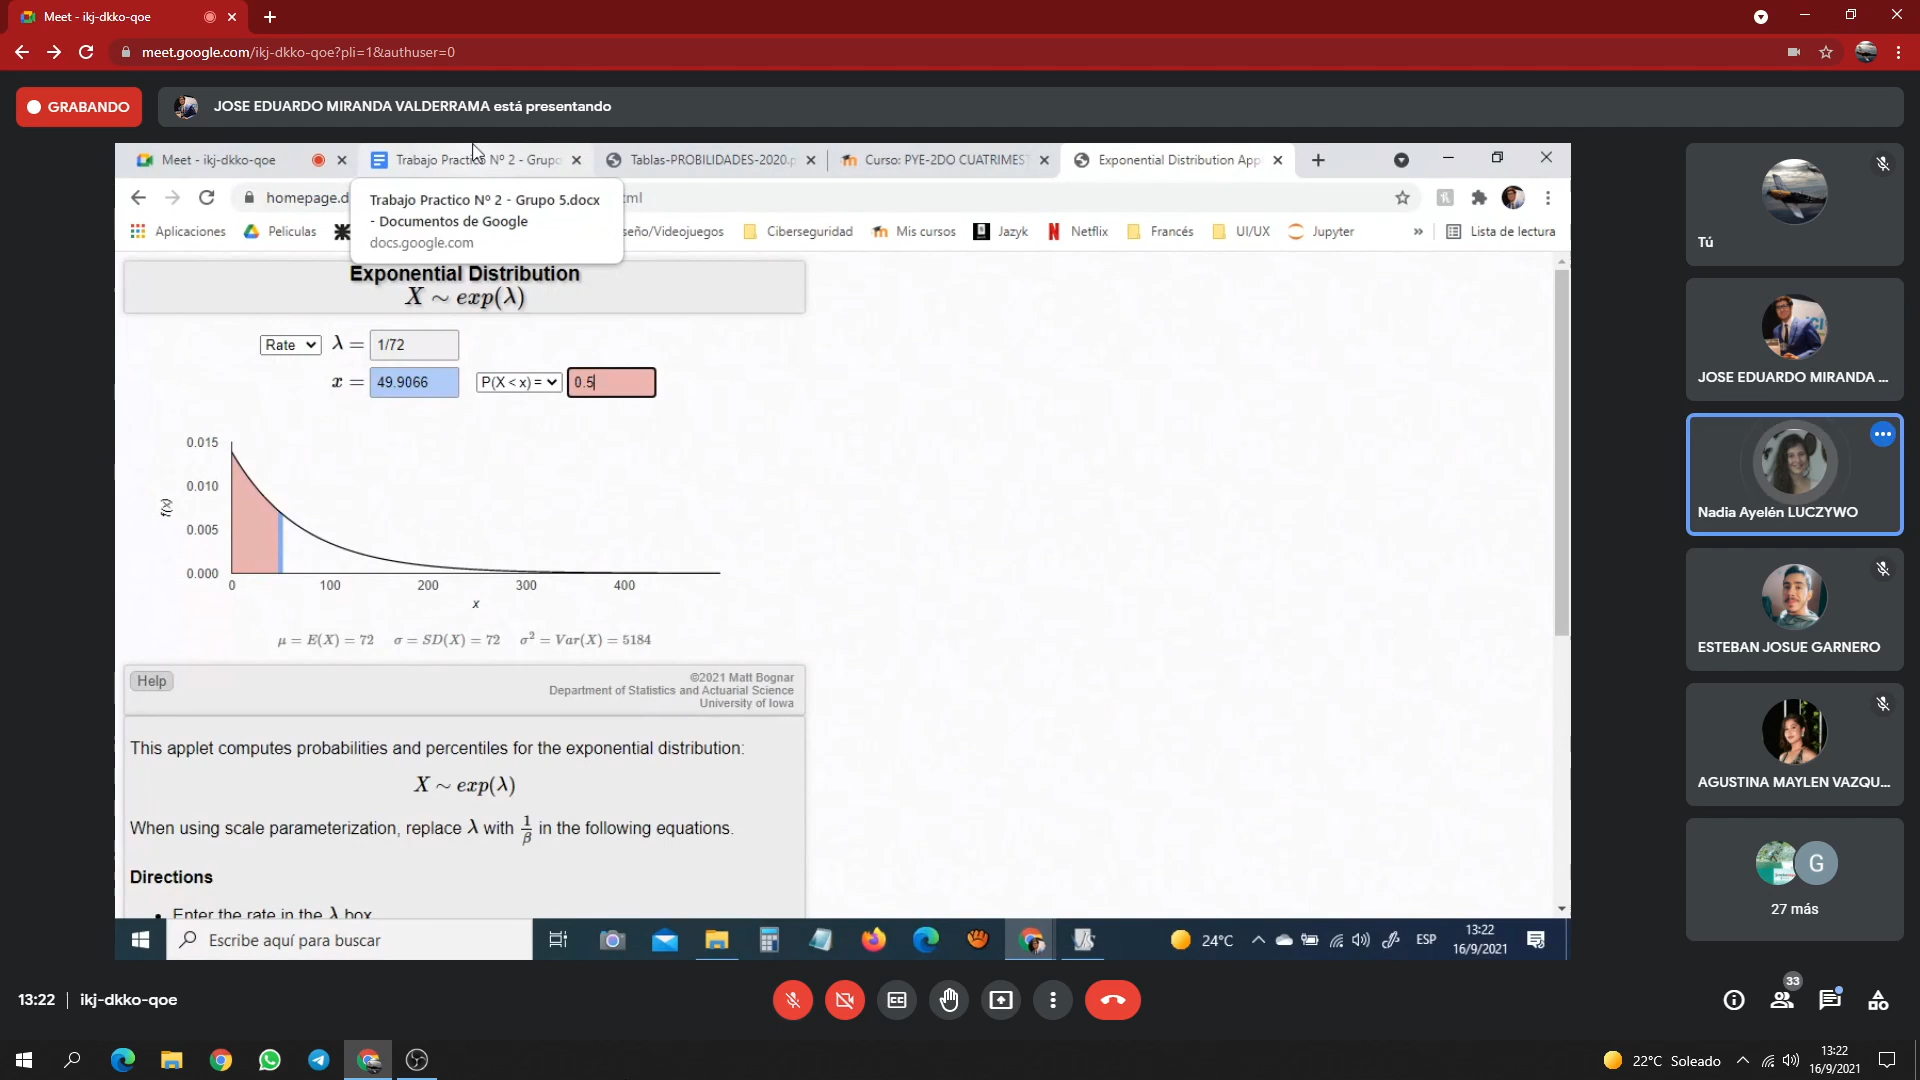 Meet - ikj-dkko-qoe
meet.google.com/ikj-dkko-qoe?pli=1&authuser=0
GRABANDO
JOSE EDUARDO MIRANDA VALDERRAMA está presentando
Meet - ikj-dkko-qoe
Trabajo Practico Nº 2 - Grupo
Tablas-PROBILIDADES-2020.p
Curso: PYE-2DO CUATRIMEST
Exponential Distribution App
homepage.d
tml
Trabajo Practico Nº 2 - Grupo 5.docx
- Documentos de Google
docs.google.com
Aplicaciones
Peliculas
seño/Videojuegos
Ciberseguridad
Mis cursos
Jazyk
Netflix
Francés
UI/UX
Jupyter
»
Lista de lectura
Exponential Distribution
X ~ exp(λ)
Rate
λ =
1/72
x =
49.9066
P(X < x) =
0.5
0.015
0.010
0.005
0.000
f(x)
0
100
200
300
400
x
μ = E(X) = 72 σ = SD(X) = 72 σ² = Var(X) = 5184
Help
©2021 Matt Bognar
Department of Statistics and Actuarial Science
University of Iowa
This applet computes probabilities and percentiles for the exponential distribution:
X ~ exp(λ)
When using scale parameterization, replace λ with 1/β in the following equations.
Directions
• Enter the rate in the λ box
Escribe aquí para buscar
24°C
ESP
13:22
16/9/2021
Tú
JOSE EDUARDO MIRANDA ...
Nadia Ayelén LUCZYWO
ESTEBAN JOSUE GARNERO
AGUSTINA MAYLEN VAZQU...
G
27 más
13:22 | ikj-dkko-qoe
33
22°C Soleado
13:22
16/9/2021